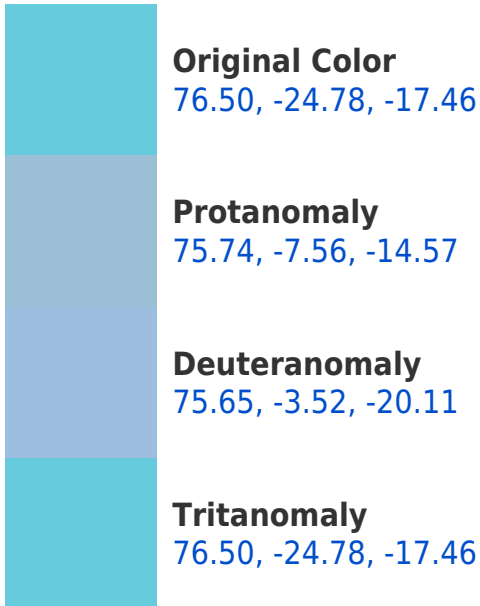 Original Color
76.50, -24.78, -17.46
Protanomaly
75.74, -7.56, -14.57
Deuteranomaly
75.65, -3.52, -20.11
Tritanomaly
76.50, -24.78, -17.46